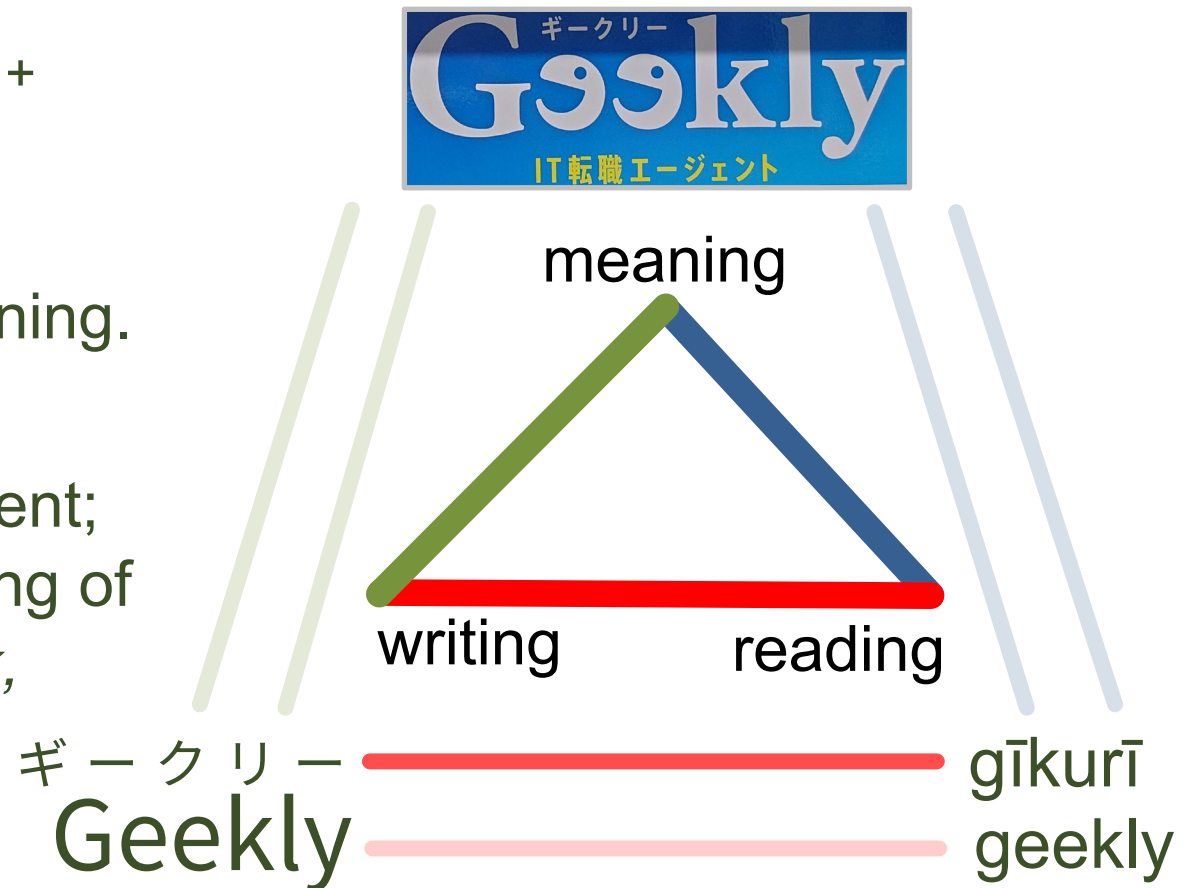 +
ギークリー
Geekly
IT転職エージェント
meaning
ning.
ent;
ng of
writing
reading
ギークリー
gīkurī
Geekly
geekly